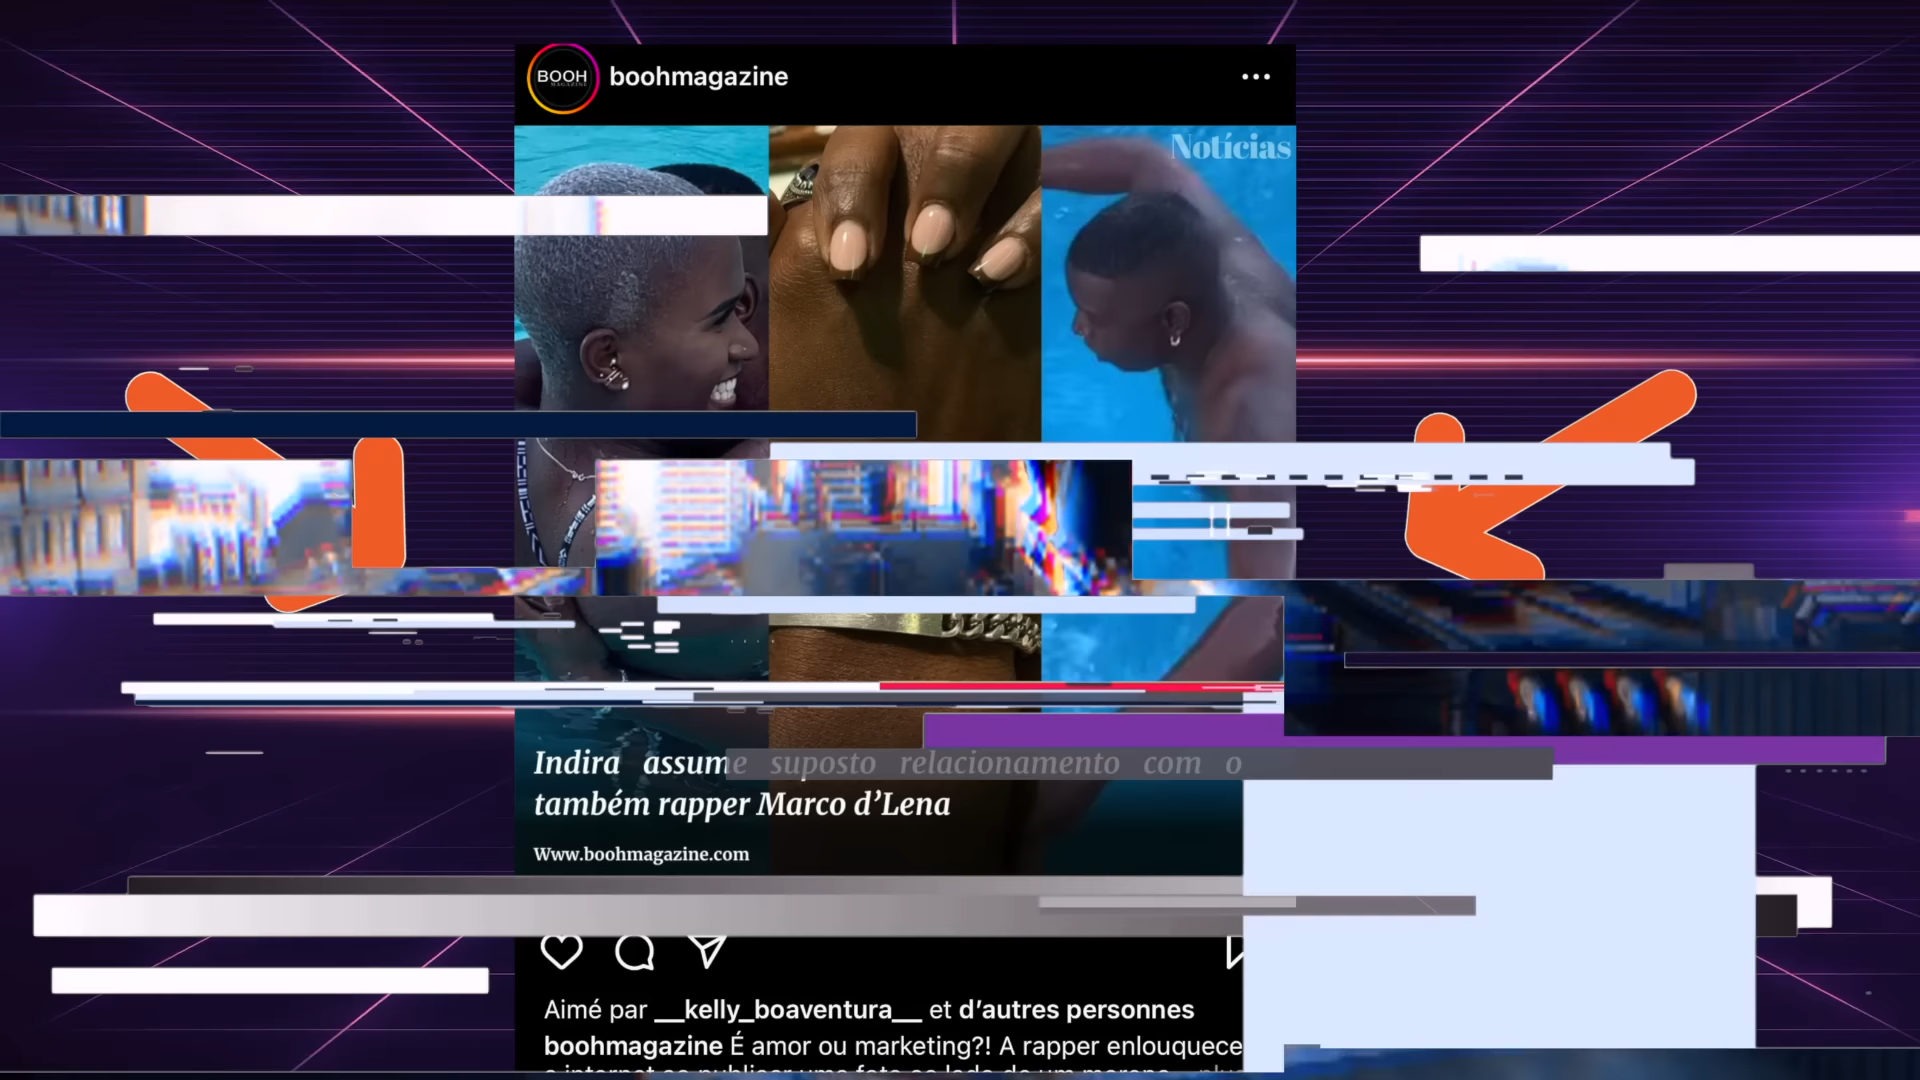 BOOH
MAGAZINE
boohmagazine
Notícias
Indira assume suposto relacionamento com o
também rapper Marco d’Lena
Www.boohmagazine.com
Aimé par __kelly_boaventura__ et d’autres personnes
boohmagazine É amor ou marketing?! A rapper enlouquece